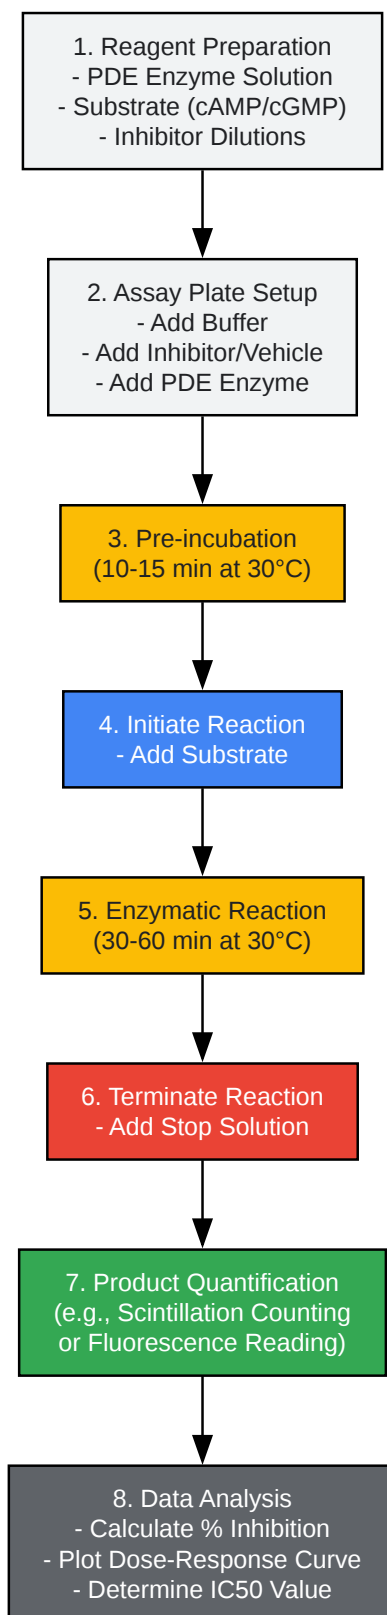 1. Reagent Preparation
- PDE Enzyme Solution
- Substrate (cAMP/cGMP)
- Inhibitor Dilutions
2. Assay Plate Setup
- Add Buffer
- Add Inhibitor/Vehicle
- Add PDE Enzyme
3. Pre-incubation
(10-15 min at 30°C)
4. Initiate Reaction
- Add Substrate
5. Enzymatic Reaction
(30-60 min at 30°C)
6. Terminate Reaction
- Add Stop Solution
7. Product Quantification
(e.g., Scintillation Counting
or Fluorescence Reading)
8. Data Analysis
- Calculate % Inhibition
- Plot Dose-Response Curve
- Determine IC50 Value